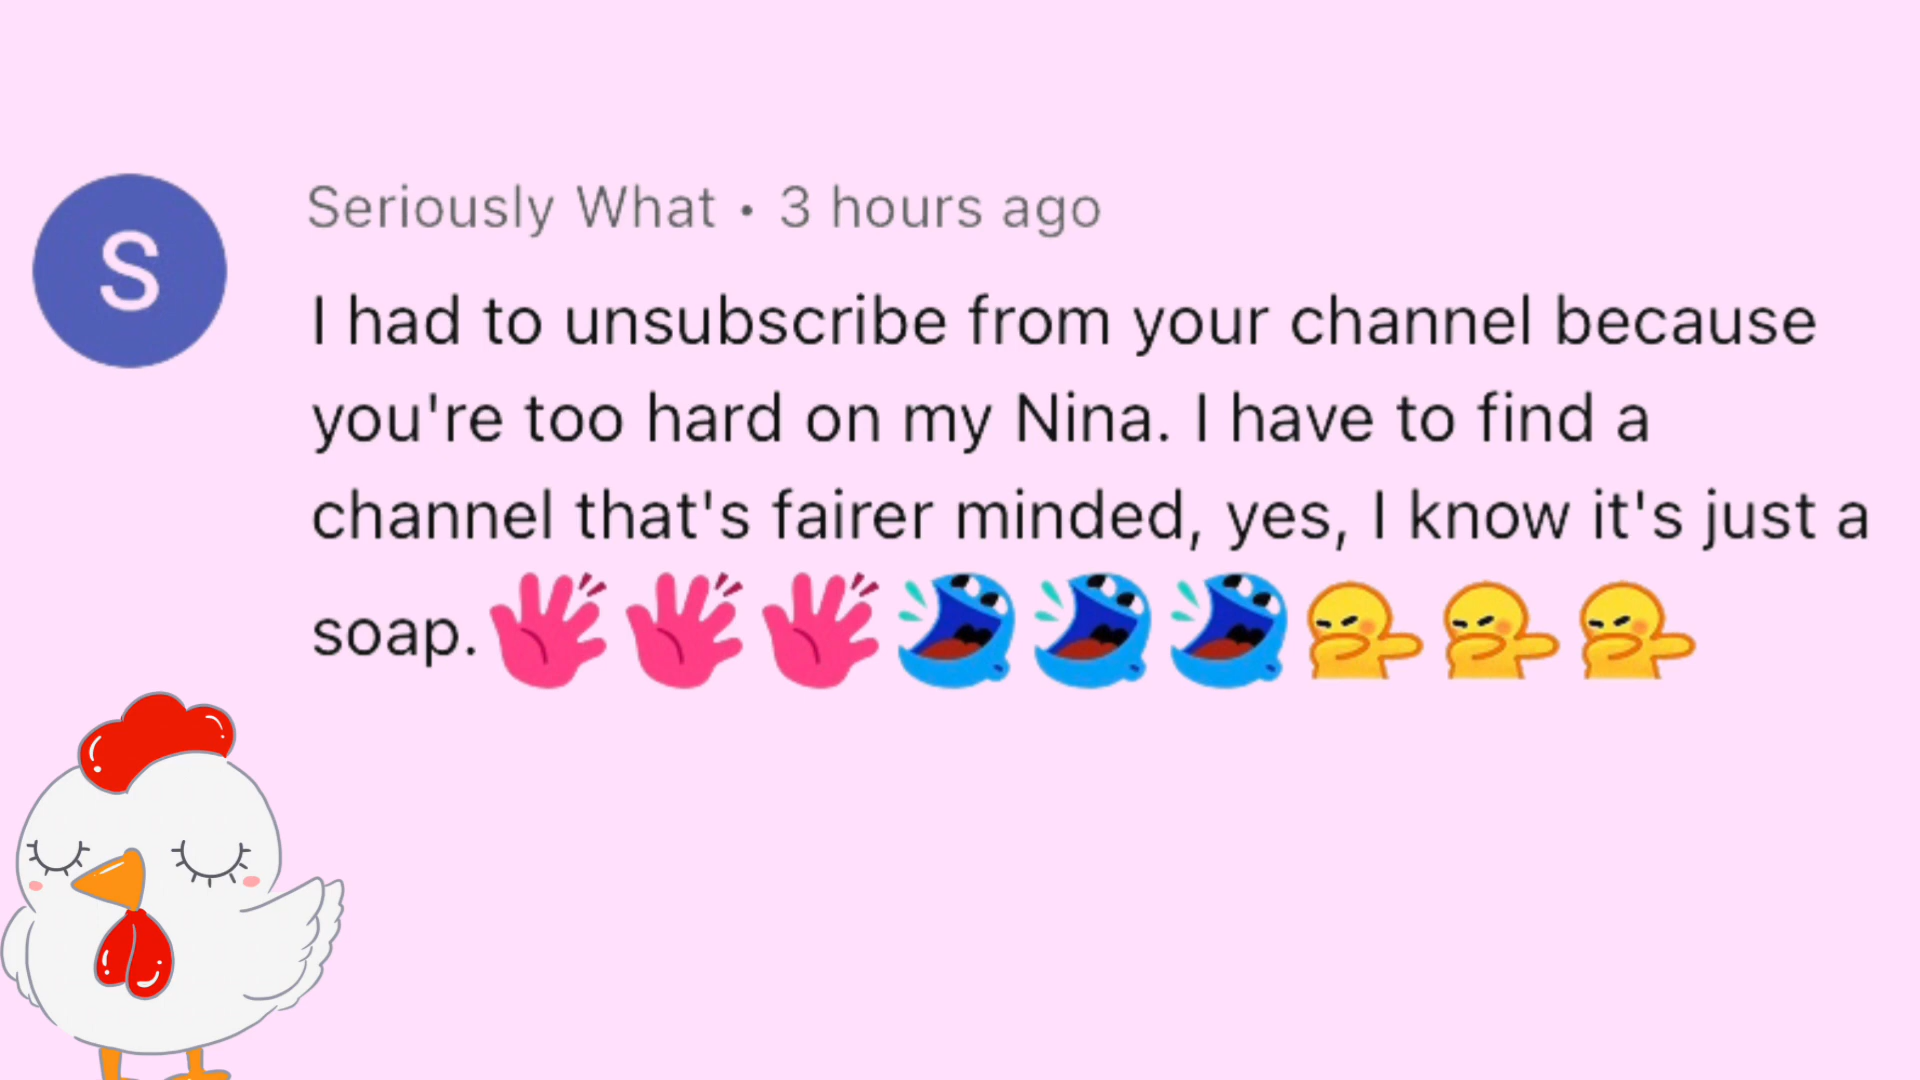 S
Seriously What • 3 hours ago
I had to unsubscribe from your channel because
you're too hard on my Nina. I have to find a
channel that's fairer minded, yes, I know it's just a
soap.